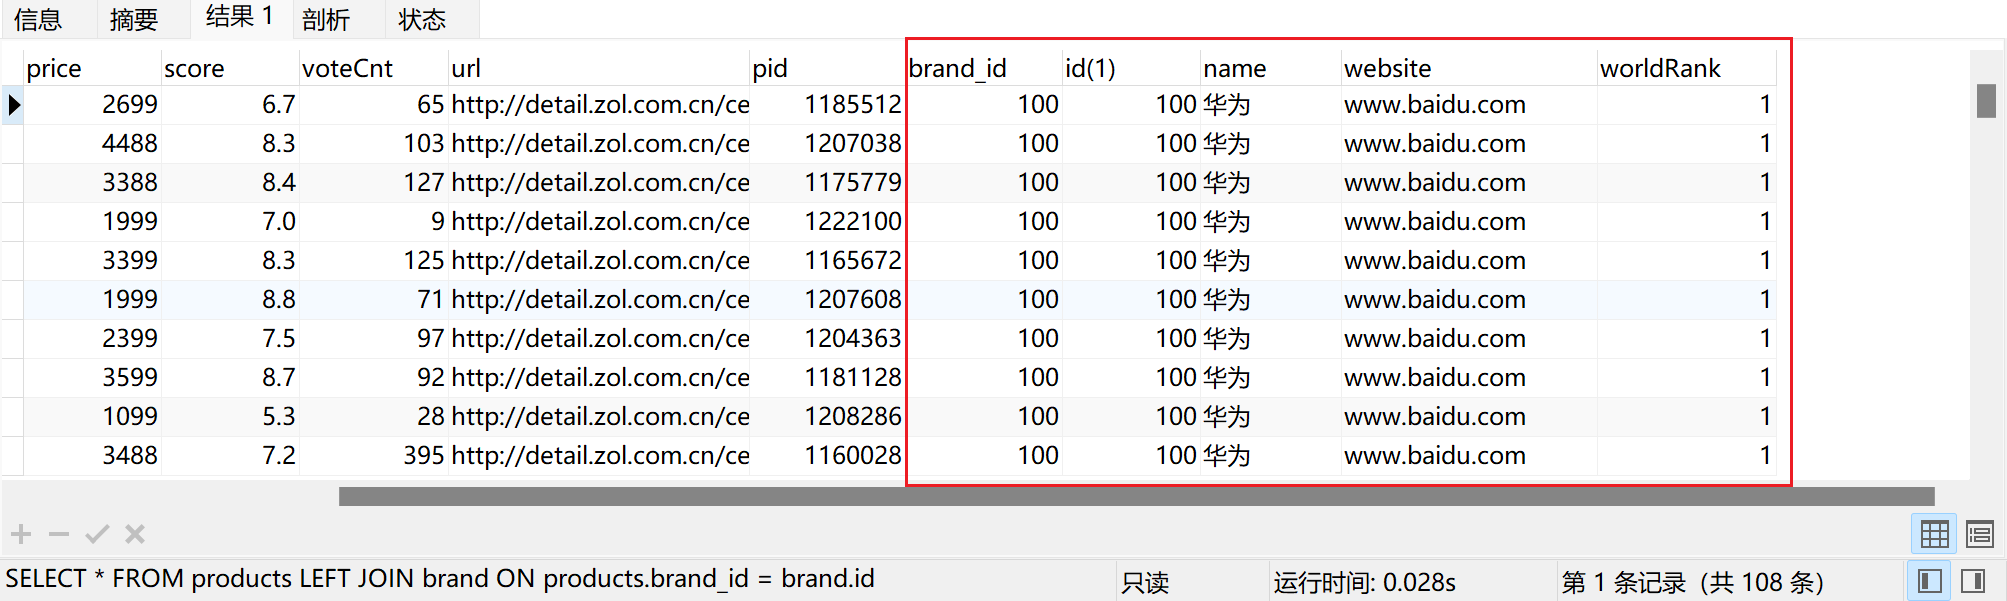 信息 摘要 结果 1 剖析 状态
price score voteCnt url pid brand_id id(1) name website worldRank
2699 6.7 65 http://detail.zol.com.cn/ce 1185512 100 100 华为 www.baidu.com 1
4488 8.3 103 http://detail.zol.com.cn/ce 1207038 100 100 华为 www.baidu.com 1
3388 8.4 127 http://detail.zol.com.cn/ce 1175779 100 100 华为 www.baidu.com 1
1999 7.0 9 http://detail.zol.com.cn/ce 1222100 100 100 华为 www.baidu.com 1
3399 8.3 125 http://detail.zol.com.cn/ce 1165672 100 100 华为 www.baidu.com 1
1999 8.8 71 http://detail.zol.com.cn/ce 1207608 100 100 华为 www.baidu.com 1
2399 7.5 97 http://detail.zol.com.cn/ce 1204363 100 100 华为 www.baidu.com 1
3599 8.7 92 http://detail.zol.com.cn/ce 1181128 100 100 华为 www.baidu.com 1
1099 5.3 28 http://detail.zol.com.cn/ce 1208286 100 100 华为 www.baidu.com 1
3488 7.2 395 http://detail.zol.com.cn/ce 1160028 100 100 华为 www.baidu.com 1
SELECT * FROM products LEFT JOIN brand ON products.brand_id = brand.id 只读 运行时间: 0.028s 第 1 条记录（共 108 条）